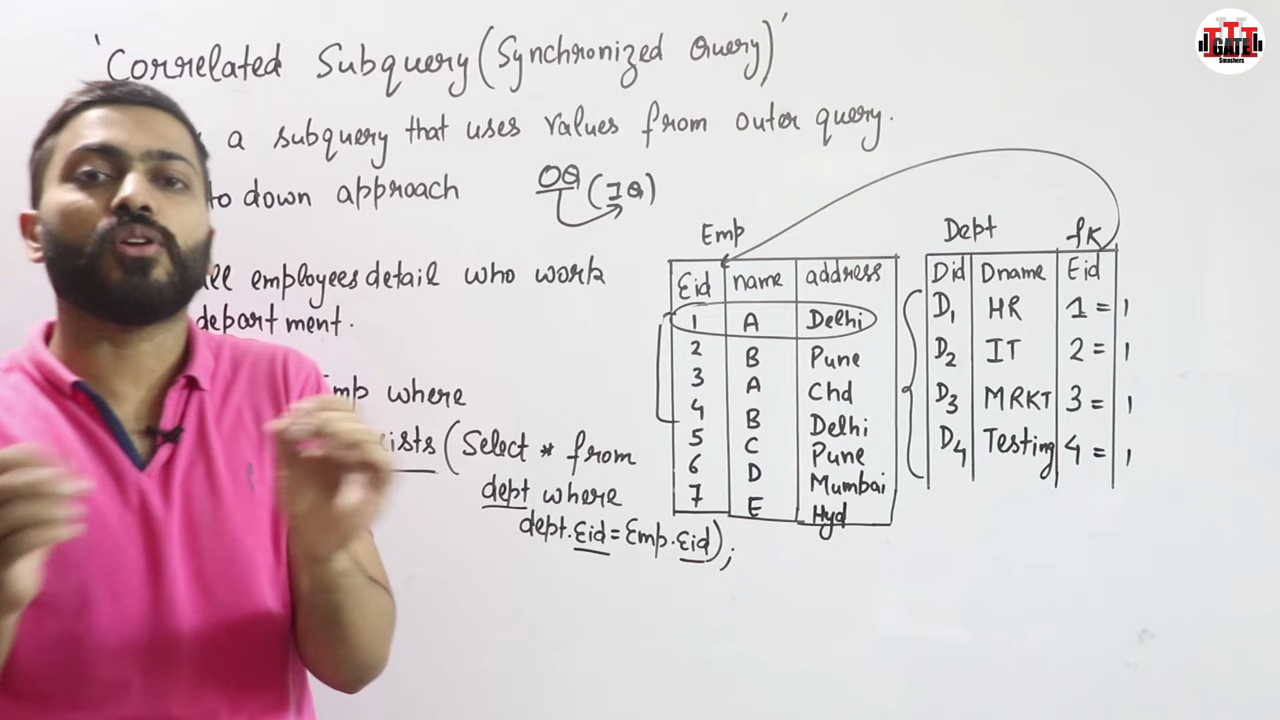 'Correlated Subquery (Synchronized Query)'
a subquery that uses values from outer query.
to down approach OQ (IQ)
employees detail who work
department.
where
(Select * from
dept where
dept.Eid = Emp.Eid);
Emp
Eid name address
1 A Delhi
2 B Pune
3 A Chd
4 B Delhi
5 C Pune
6 D Mumbai
7 E Hyd
Dept fK
Did Dname Eid
D1 HR 1 = 1
D2 IT 2 = 1
D3 MRKT 3 = 1
D4 Testing 4 = 1
GATE
Smashers